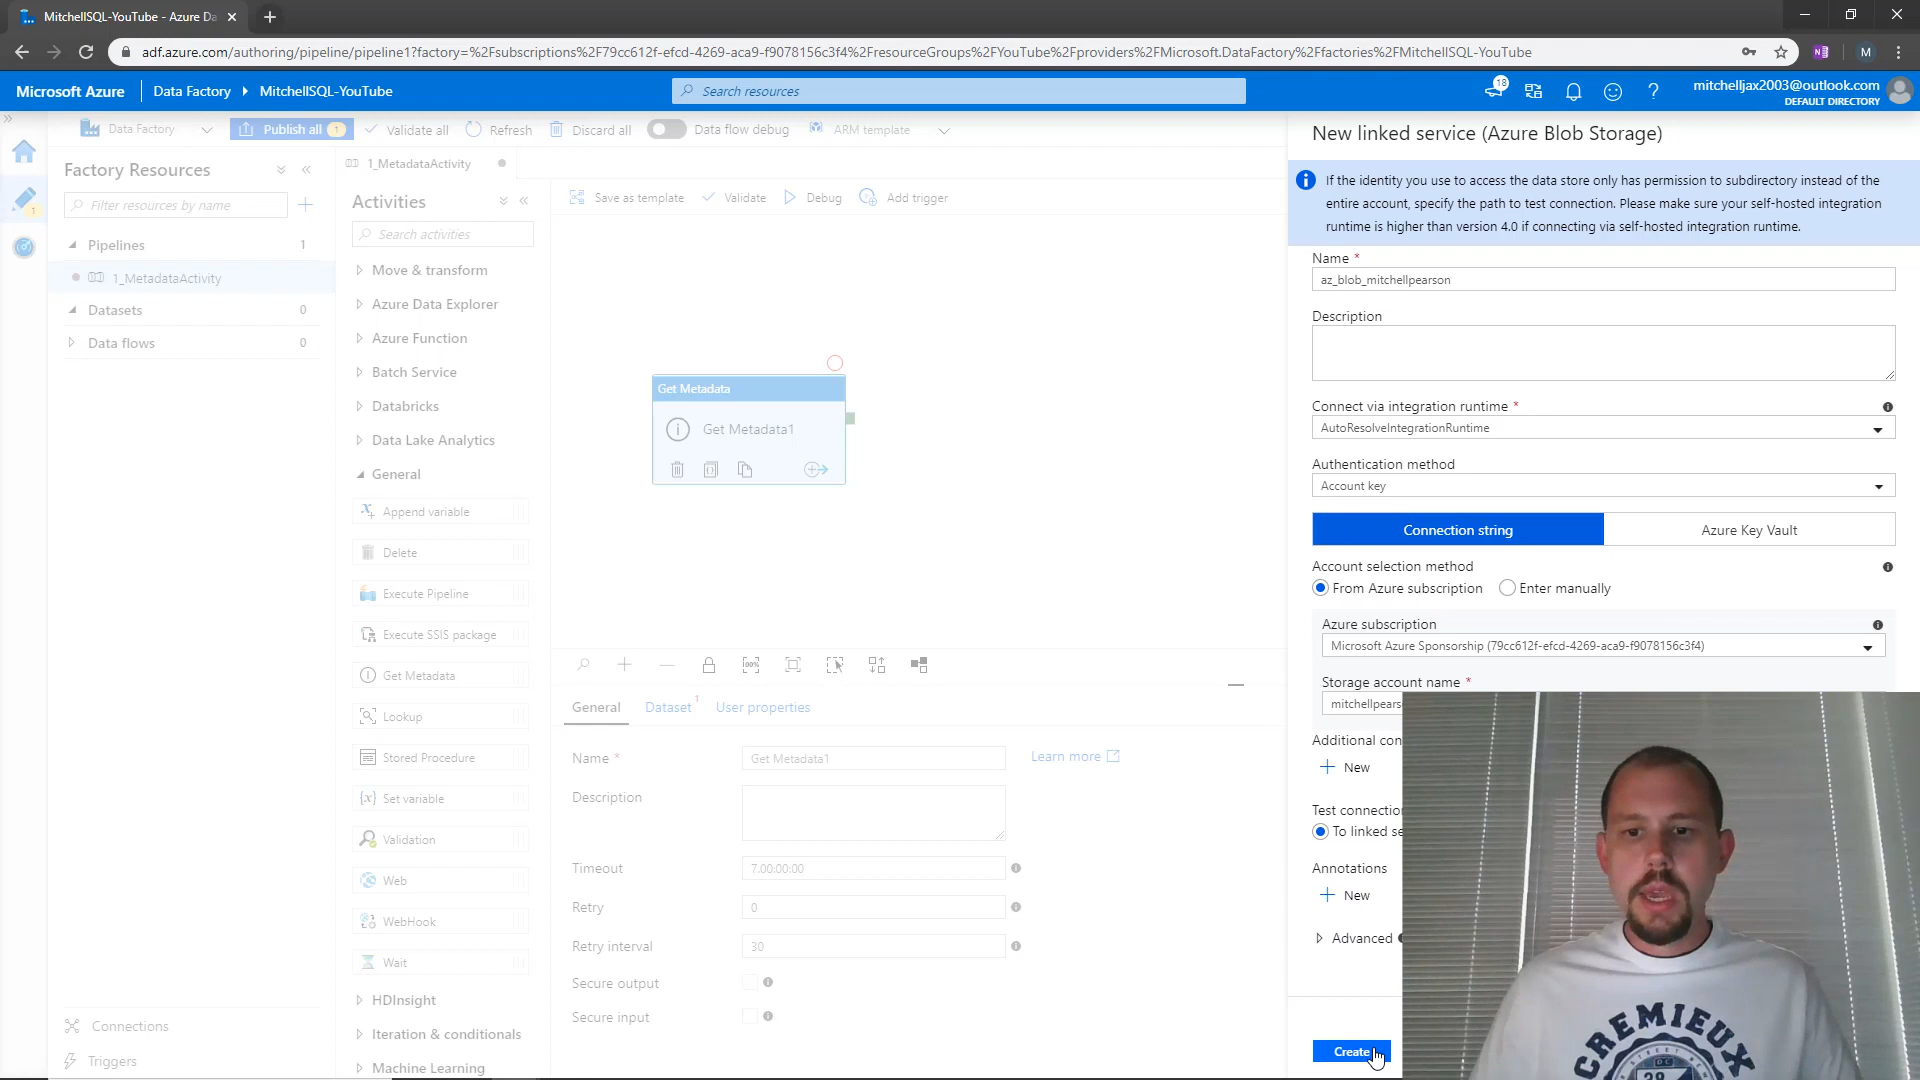 MitchellSQL-YouTube - Azure Da
adf.azure.com/authoring/pipeline/pipeline1?factory=%2Fsubscriptions%2F79cc612f-efcd-4269-aca9-f9078156c3f4%2FresourceGroups%2FYouTube%2Fproviders%2FMicrosoft.DataFactory%2Ffactories%2FMitchellSQL-YouTube
M
Microsoft Azure
Data Factory
MitchellSQL-YouTube
Search resources
18
?
mitchelljax2003@outlook.com
DEFAULT DIRECTORY
Data Factory
Publish all
1
Validate all
Refresh
Discard all
Data flow debug
ARM template
Factory Resources
Filter resources by name
Pipelines
1
1_MetadataActivity
Datasets
0
Data flows
0
Connections
Triggers
1
1_MetadataActivity
Activities
Search activities
Move & transform
Azure Data Explorer
Azure Function
Batch Service
Databricks
Data Lake Analytics
General
Append variable
Delete
Execute Pipeline
Execute SSIS package
Get Metadata
Lookup
Stored Procedure
Set variable
Validation
Web
WebHook
Wait
HDInsight
Iteration & conditionals
Machine Learning
Save as template
Validate
Debug
Add trigger
Get Metadata
Get Metadata1
100%
General
Dataset
1
User properties
Name *
Get Metadata1
Learn more
Description
Timeout
7.00:00:00
Retry
0
Retry interval
30
Secure output
Secure input
New linked service (Azure Blob Storage)
If the identity you use to access the data store only has permission to subdirectory instead of the
entire account, specify the path to test connection. Please make sure your self-hosted integration
runtime is higher than version 4.0 if connecting via self-hosted integration runtime.
Name *
az_blob_mitchellpearson
Description
Connect via integration runtime *
AutoResolveIntegrationRuntime
Authentication method
Account key
Connection string
Azure Key Vault
Account selection method
From Azure subscription
Enter manually
Azure subscription
Microsoft Azure Sponsorship (79cc612f-efcd-4269-aca9-f9078156c3f4)
Storage account name *
mitchellpears
Additional con
New
Test connectio
To linked se
Annotations
New
Advanced
Create
CREMIEUX
38